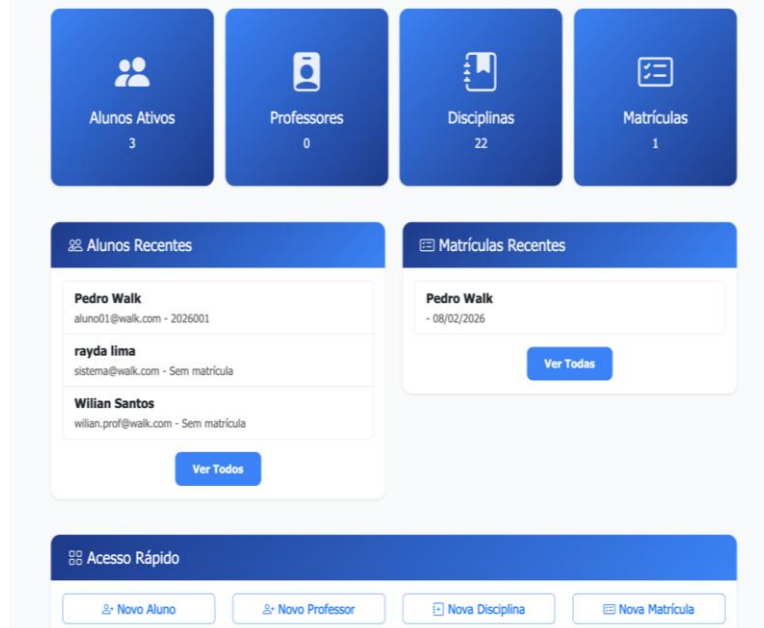 Alunos Ativos
3
Professores
0
Disciplinas
22
Matrículas
1
Alunos Recentes
Pedro Walk
aluno01@walk.com - 2026001
rayda lima
sistema@walk.com - Sem matrícula
Wilian Santos
wilian.prof@walk.com - Sem matrícula
Ver Todos
Matrículas Recentes
Pedro Walk
- 08/02/2026
Ver Todas
Acesso Rápido
Novo Aluno
Novo Professor
Nova Disciplina
Nova Matrícula